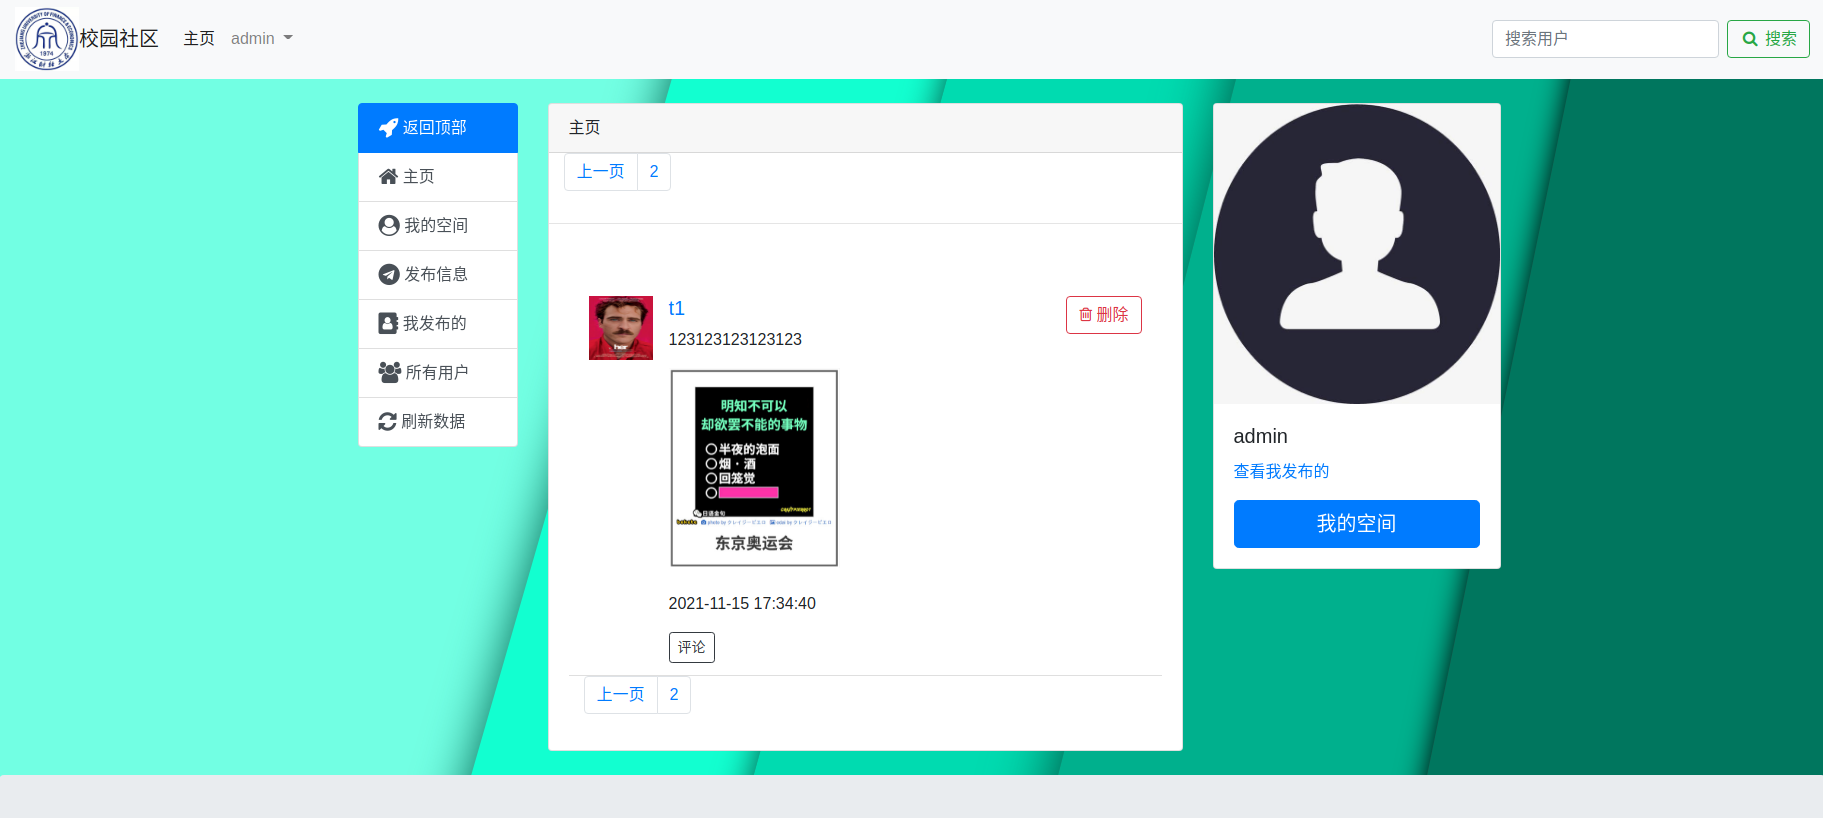 校园社区
主页
admin
搜索用户
搜索
返回顶部
主页
我的空间
发布信息
我发布的
所有用户
刷新数据
主页
上一页 2
t1
删除
123123123123123
her
明知不可以
却欲罢不能的事物
半夜的泡面
烟・酒
回笼觉
日语金句
东京奥运会
2021-11-15 17:34:40
评论
上一页 2
admin
查看我发布的
我的空间